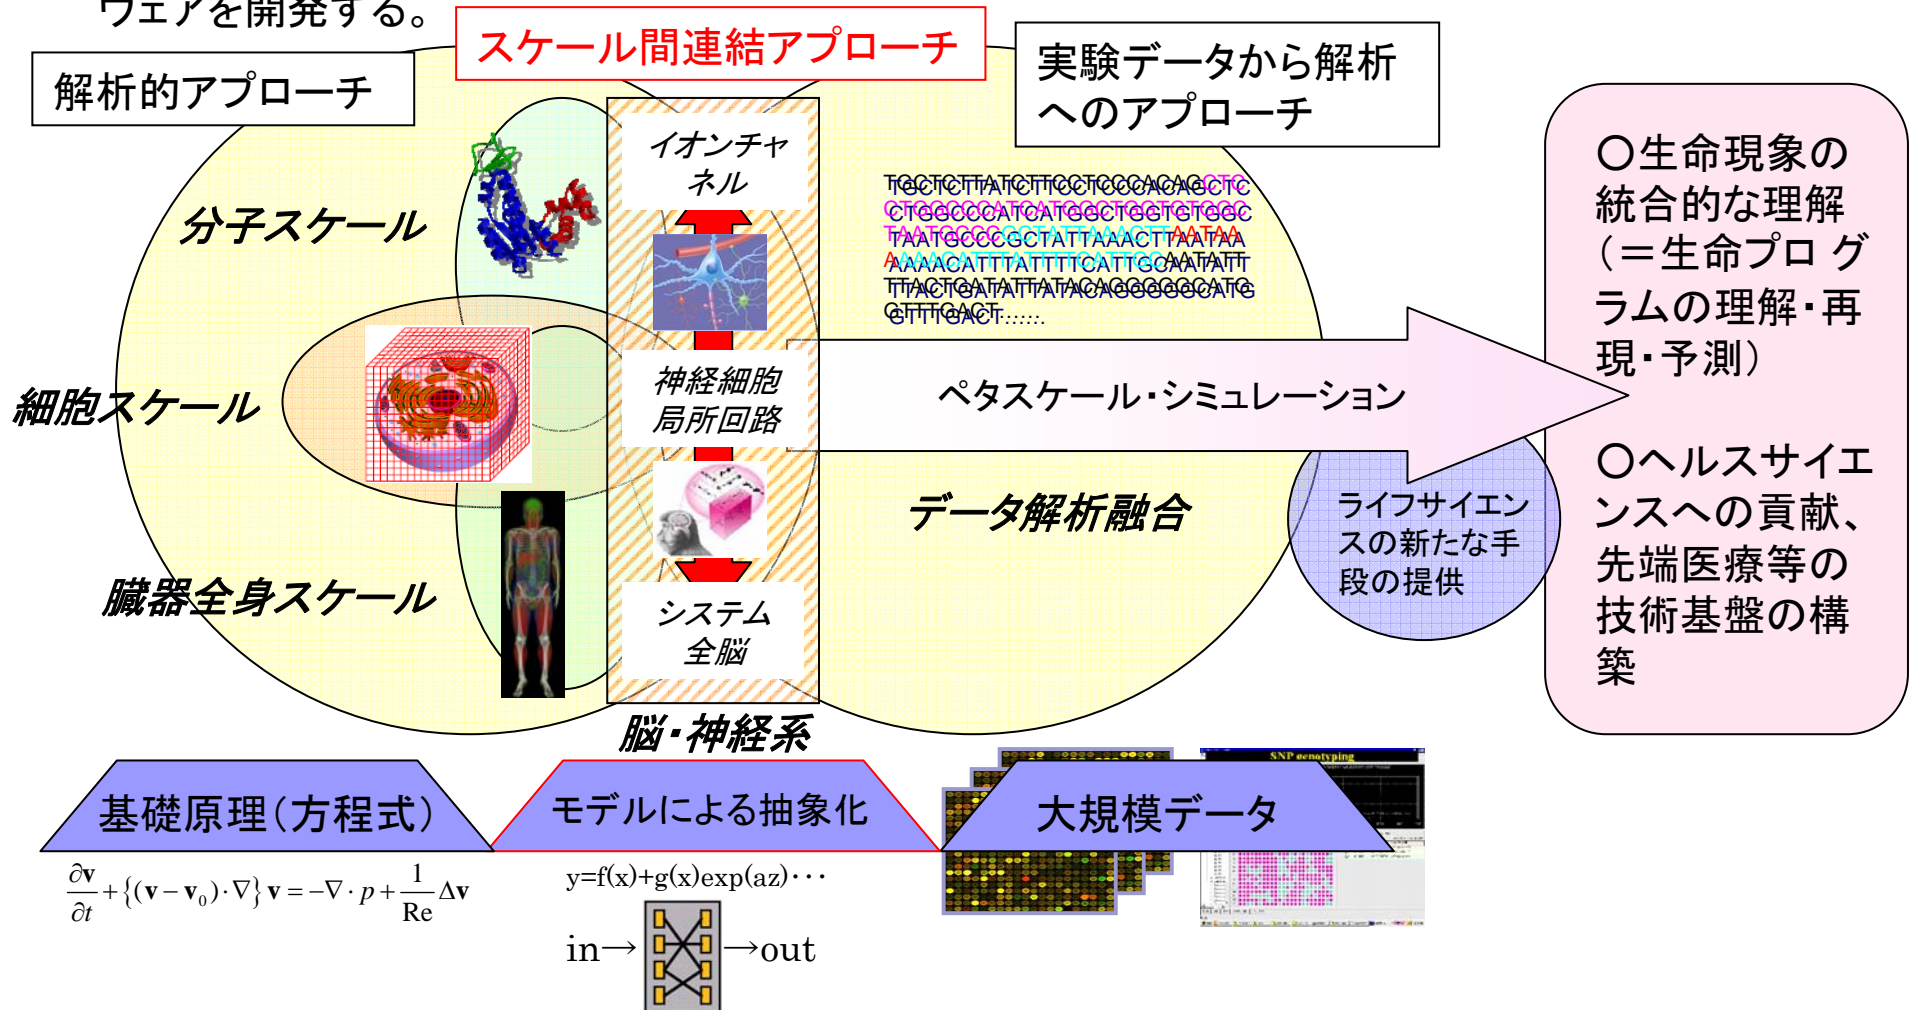 ウェアを開発する。
スケール間連結アプローチ
解析的アプローチ
実験データから解析
へのアプローチ
イオンチャ
ネル
分子スケール
TGCTCTTATCTTCCTCCCACAGCTC
CTGGCCCATCATGGCTGGTGTGGC
TAATGCCCGCTATTAAACTTAATAA
AAAAACATTTATTTTCATTGCAATATT
TTACTGATATTATACAGGGGGCATG
GTTTGACT......
〇生命現象の
統合的な理解
(＝生命プログ
ラムの理解・再
現・予測)
神経細胞
局所回路
ペタスケール・シミュレーション
細胞スケール
〇ヘルスサイエ
ンスへの貢献、
先端医療等の
技術基盤の構
築
データ解析融合
ライフサイエン
スの新たな手
段の提供
臓器全身スケール
システム
全脳
脳・神経系
SNP genotyping
基礎原理(方程式)
モデルによる抽象化
大規模データ
∂v/∂t+{(v−v₀)·∇}v=−∇·p+1/Re Δv
y=f(x)+g(x)exp(az)···
in→ →out